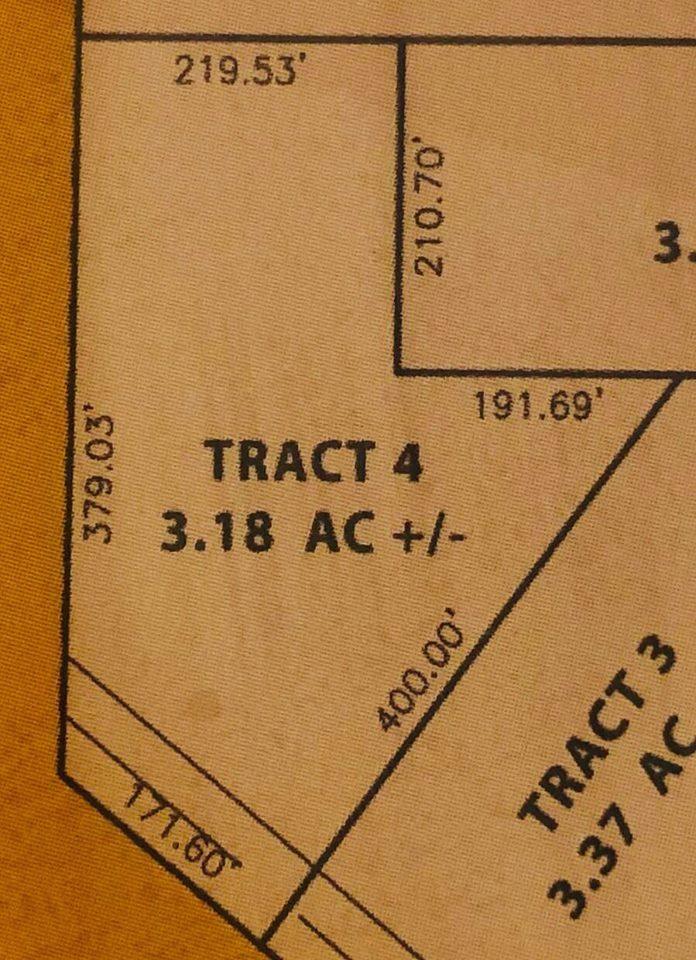 219.53'
210.70'
3.
191.69'
379.03'
TRACT 4
3.18 AC +/-
400.00'
TRACT 3
3.37 AC
171.60'